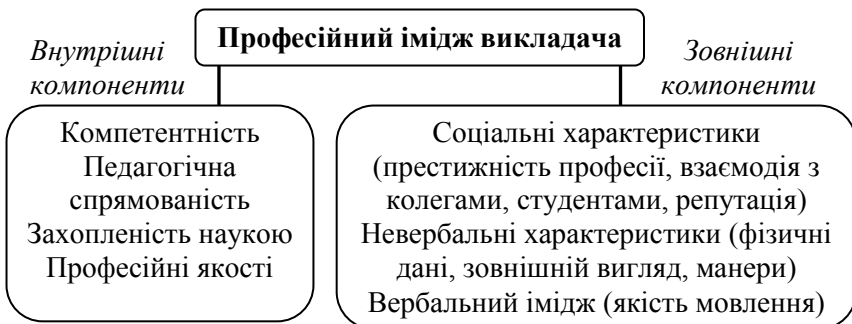 Професійний імідж викладача
Внутрішні
компоненти
Зовнішні
компоненти
Компетентність
Педагогічна
спрямованість
Захопленість наукою
Професійні якості
Соціальні характеристики
(престижність професії, взаємодія з
колегами, студентами, репутація)
Невербальні характеристики (фізичні
дані, зовнішній вигляд, манери)
Вербальний імідж (якість мовлення)